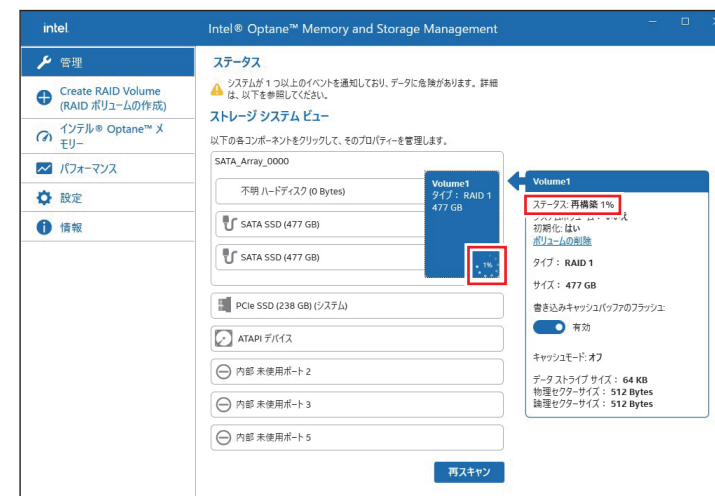 intel
Intel® Optane™ Memory and Storage Management
管理
Create RAID Volume
(RAID ボリュームの作成)
インテル® Optane™ メ
モリー
パフォーマンス
設定
情報
ステータス
システムが 1 つ以上のイベントを通知しており、データに危険があります。詳細
は、以下を参照してください。
ストレージ システム ビュー
以下の各コンポーネントをクリックして、そのプロパティーを管理します。
SATA_Array_0000
不明 ハードディスク (0 Bytes)
SATA SSD (477 GB)
SATA SSD (477 GB)
Volume1
タイプ： RAID 1
477 GB
1%
PCIe SSD (238 GB) (システム)
ATAPI デバイス
内部 未使用ポート 2
内部 未使用ポート 3
内部 未使用ポート 5
再スキャン
Volume1
ステータス: 再構築 1%
初期化: はい
ボリュームの削除
タイプ： RAID 1
サイズ： 477 GB
書き込みキャッシュバッファのフラッシュ:
有効
キャッシュモード: オフ
データ ストライプ サイズ： 64 KB
物理セクターサイズ： 512 Bytes
論理セクターサイズ： 512 Bytes